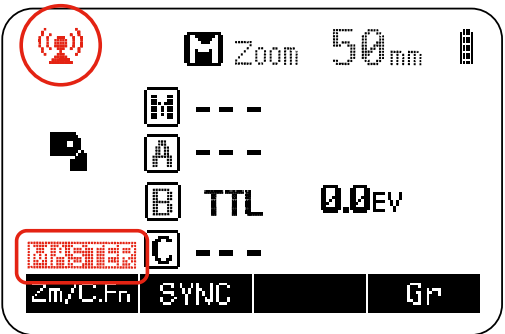 M Zoom 50mm
M ---
A ---
B TTL 0.0EV
MASTER C ---
Zm/C.Fn SYNC Gr